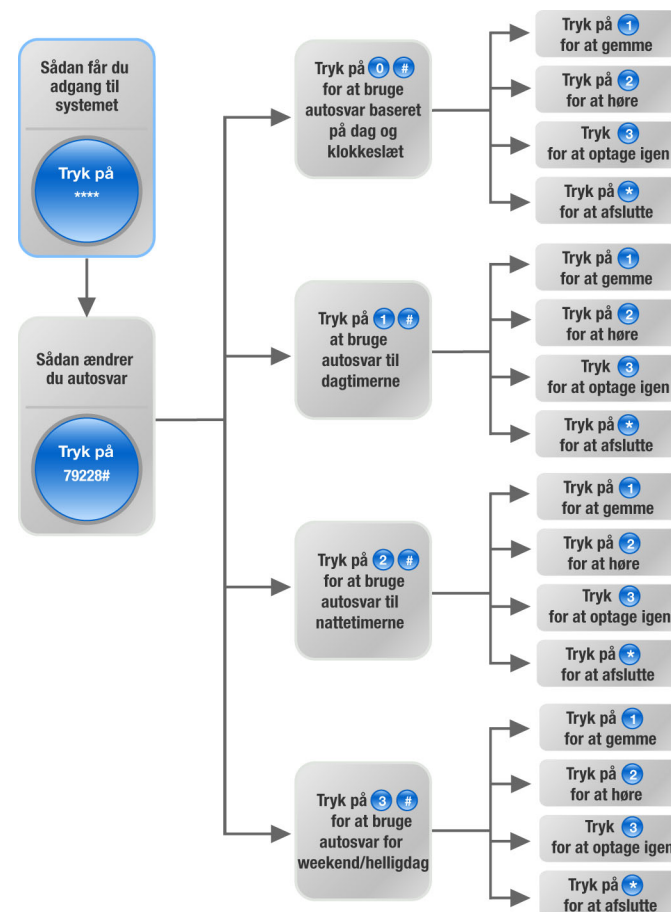 Sådan får du
adgang til
systemet
Tryk på
****
Sådan ændrer
du autosvar
Tryk på
79228#
Tryk på 0 #
for at bruge
autosvar baseret
på dag og
klokkeslæt
Tryk på 1
for at gemme
Tryk på 2
for at høre
Tryk 3
for at optage igen
Tryk på *
for at afslutte
Tryk på 1 #
at bruge
autosvar til
dagtimerne
Tryk på 1
for at gemme
Tryk på 2
for at høre
Tryk 3
for at optage igen
Tryk på *
for at afslutte
Tryk på 2 #
for at bruge
autosvar til
nattetimerne
Tryk på 1
for at gemme
Tryk på 2
for at høre
Tryk 3
for at optage igen
Tryk på *
for at afslutte
Tryk på 3 #
for at bruge
autosvar for
weekend/helligdag
Tryk på 1
for at gemme
Tryk på 2
for at høre
Tryk 3
for at optage igen
Tryk på *
for at afslutte